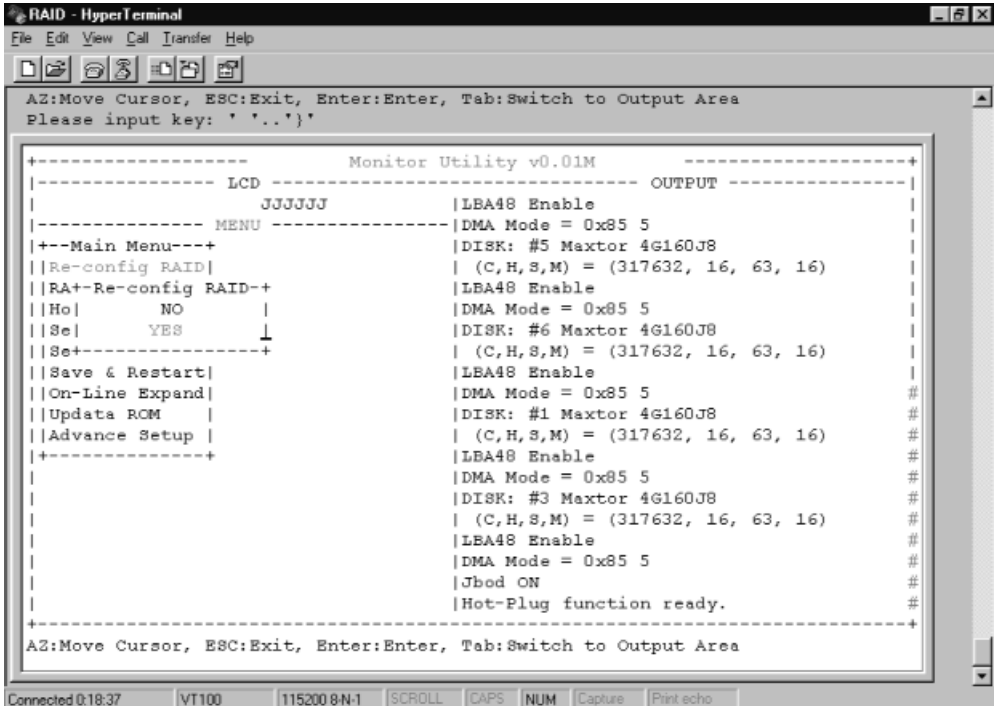 RAID - HyperTerminal
File Edit View Call Transfer Help
AZ:Move Cursor, ESC:Exit, Enter:Enter, Tab:Switch to Output Area
Please input key: ' '..'}'
+------------------- Monitor Utility v0.01M --------------------+
|---------------- LCD --------------------------------- OUTPUT ----------------|
| JJJJJJ |LBA48 Enable |
|--------------- MENU ----------------|DMA Mode = 0x85 5 |
|+--Main Menu---+ |DISK: #5 Maxtor 4G160J8 |
||Re-config RAID| | (C,H,S,M) = (317632, 16, 63, 16) |
||RA+-Re-config RAID-+ |LBA48 Enable |
||Ho| NO | |DMA Mode = 0x85 5 |
||Se| YES | |DISK: #6 Maxtor 4G160J8 |
||Se+----------------+ | (C,H,S,M) = (317632, 16, 63, 16) |
||Save & Restart| |LBA48 Enable |
||On-Line Expand| |DMA Mode = 0x85 5 #
||Updata ROM | |DISK: #1 Maxtor 4G160J8 #
||Advance Setup | | (C,H,S,M) = (317632, 16, 63, 16) #
|+--------------+ |LBA48 Enable #
| |DMA Mode = 0x85 5 #
| |DISK: #3 Maxtor 4G160J8 #
| | (C,H,S,M) = (317632, 16, 63, 16) #
| |LBA48 Enable #
| |DMA Mode = 0x85 5 #
| |Jbod ON #
| |Hot-Plug function ready. #
+------------------------------------------------------------------------------+
AZ:Move Cursor, ESC:Exit, Enter:Enter, Tab:Switch to Output Area
Connected 0:18:37 VT100 115200 8-N-1 SCROLL CAPS NUM Capture Print echo